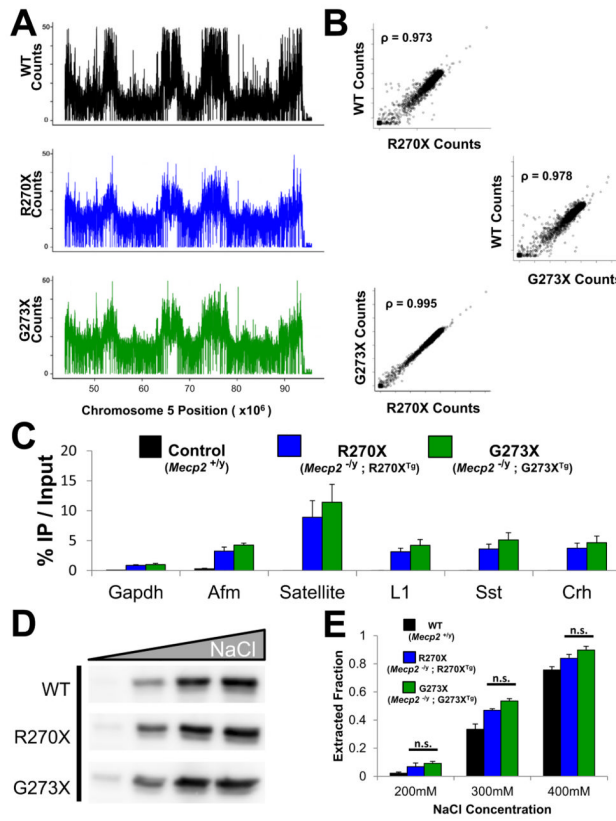 A
WT
Counts
50
0
R270X
Counts
50
0
G273X
Counts
50
0
50 60 70 80 90
Chromosome 5 Position ( x10⁶)
B
ρ = 0.973
WT Counts
R270X Counts
ρ = 0.978
WT Counts
G273X Counts
ρ = 0.995
G273X Counts
R270X Counts
C
Control
(Mecp2 +/y)
R270X
(Mecp2 -/y ; R270XTg)
G273X
(Mecp2 -/y ; G273XTg)
% IP / Input
20
15
10
5
0
Gapdh Afm Satellite L1 Sst Crh
D
NaCl
WT
R270X
G273X
E
WT
(Mecp2 +/y)
R270X
(Mecp2 -/y ; R270XTg)
G273X
(Mecp2 -/y ; G273XTg)
n.s.
n.s.
n.s.
Extracted Fraction
1
0.8
0.6
0.4
0.2
0
200mM 300mM 400mM
NaCl Concentration